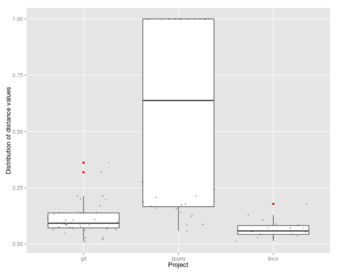 Distribution of distance values
1.00
0.75
0.50
0.25
0.00
git
jquery
linux
Project